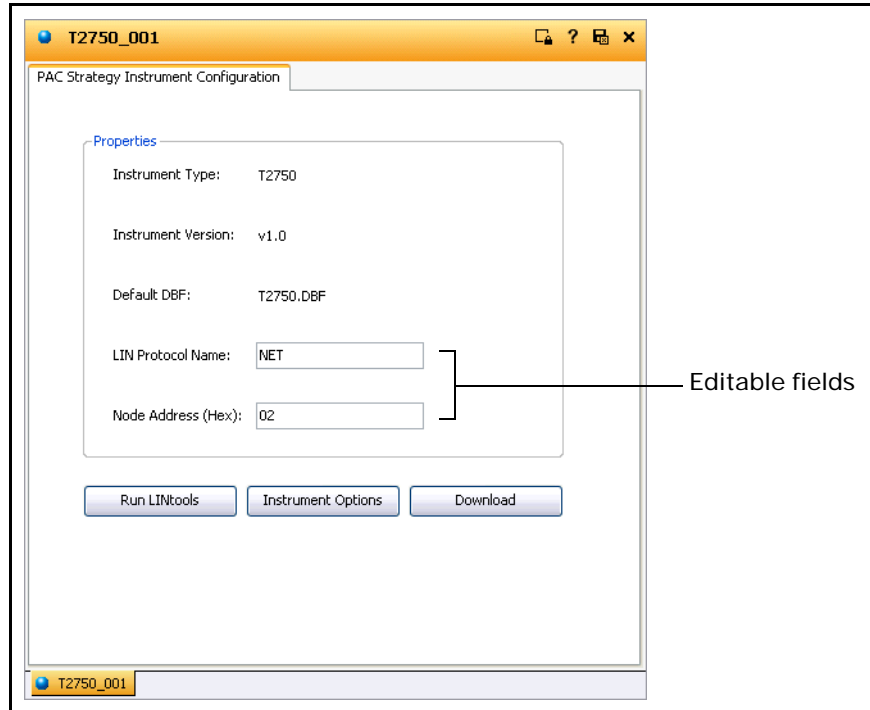 T2750_001
?
PAC Strategy Instrument Configuration
Properties
Instrument Type: T2750
Instrument Version: v1.0
Default DBF: T2750.DBF
LIN Protocol Name: NET
Node Address (Hex): 02
Editable fields
Run LINtools Instrument Options Download
T2750_001